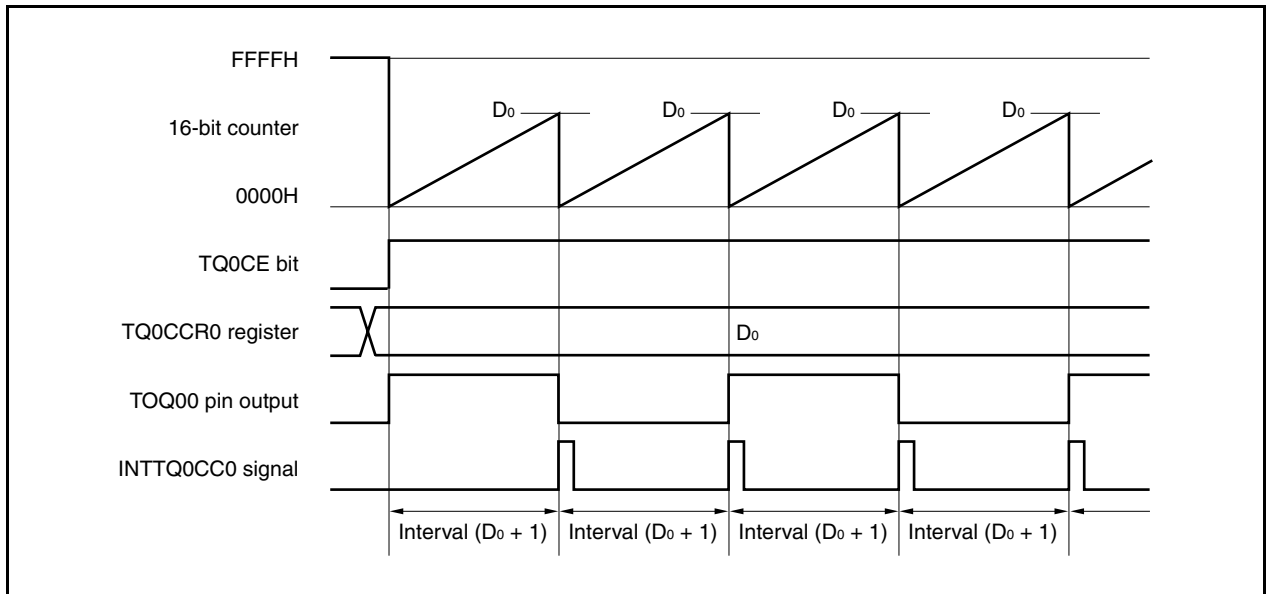 FFFFH
D0 D0 D0 D0
16-bit counter
0000H
TQ0CE bit
TQ0CCR0 register D0
TOQ00 pin output
INTTQ0CC0 signal
Interval (D0 + 1) Interval (D0 + 1) Interval (D0 + 1) Interval (D0 + 1)